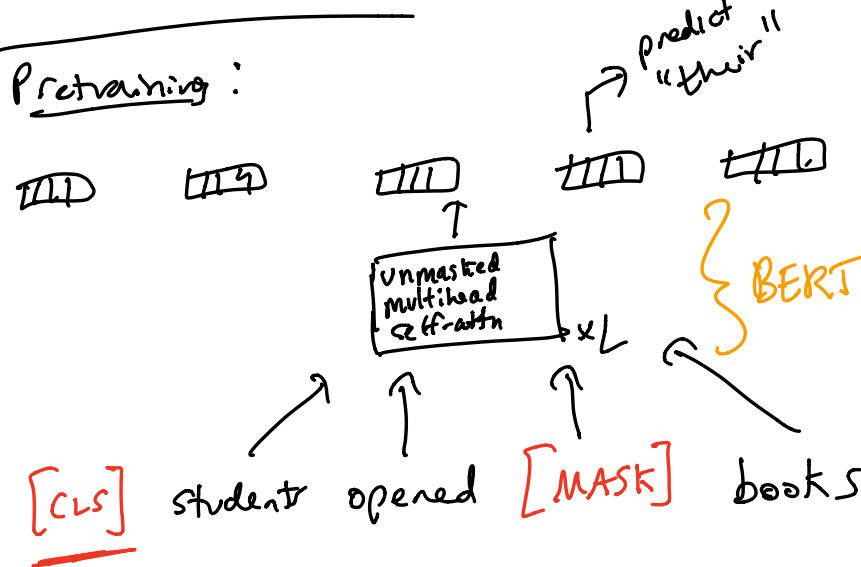 Pretraining:
predict
"their"
unmasked
multihead
self-attn
xL
BERT
[CLS] students opened [MASK] books